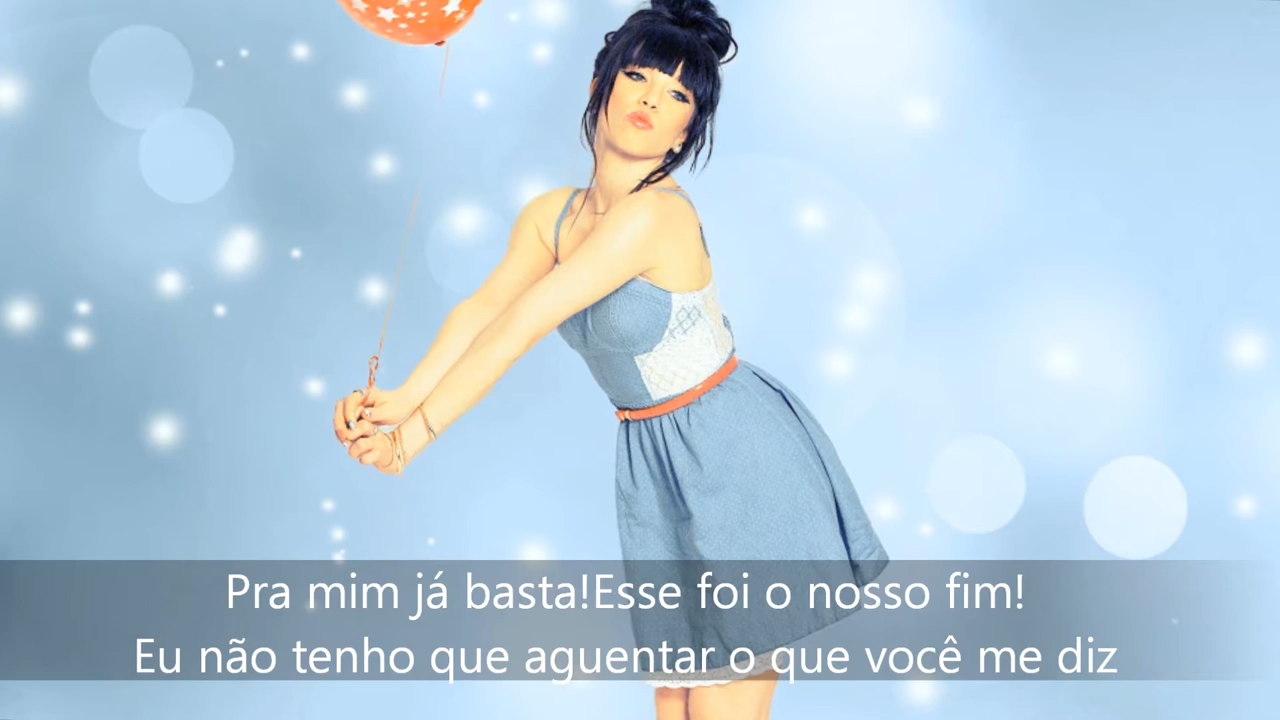 Pra mim já basta!Esse foi o nosso fim!
Eu não tenho que aguentar o que você me diz